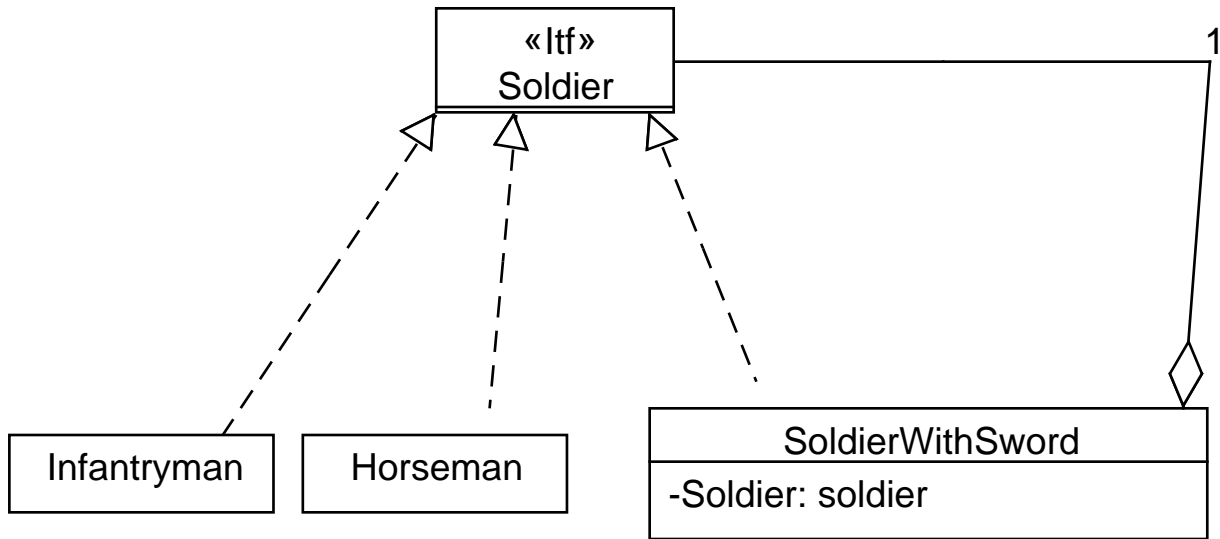 «Itf»
Soldier
1
Infantryman
Horseman
SoldierWithSword
-Soldier: soldier